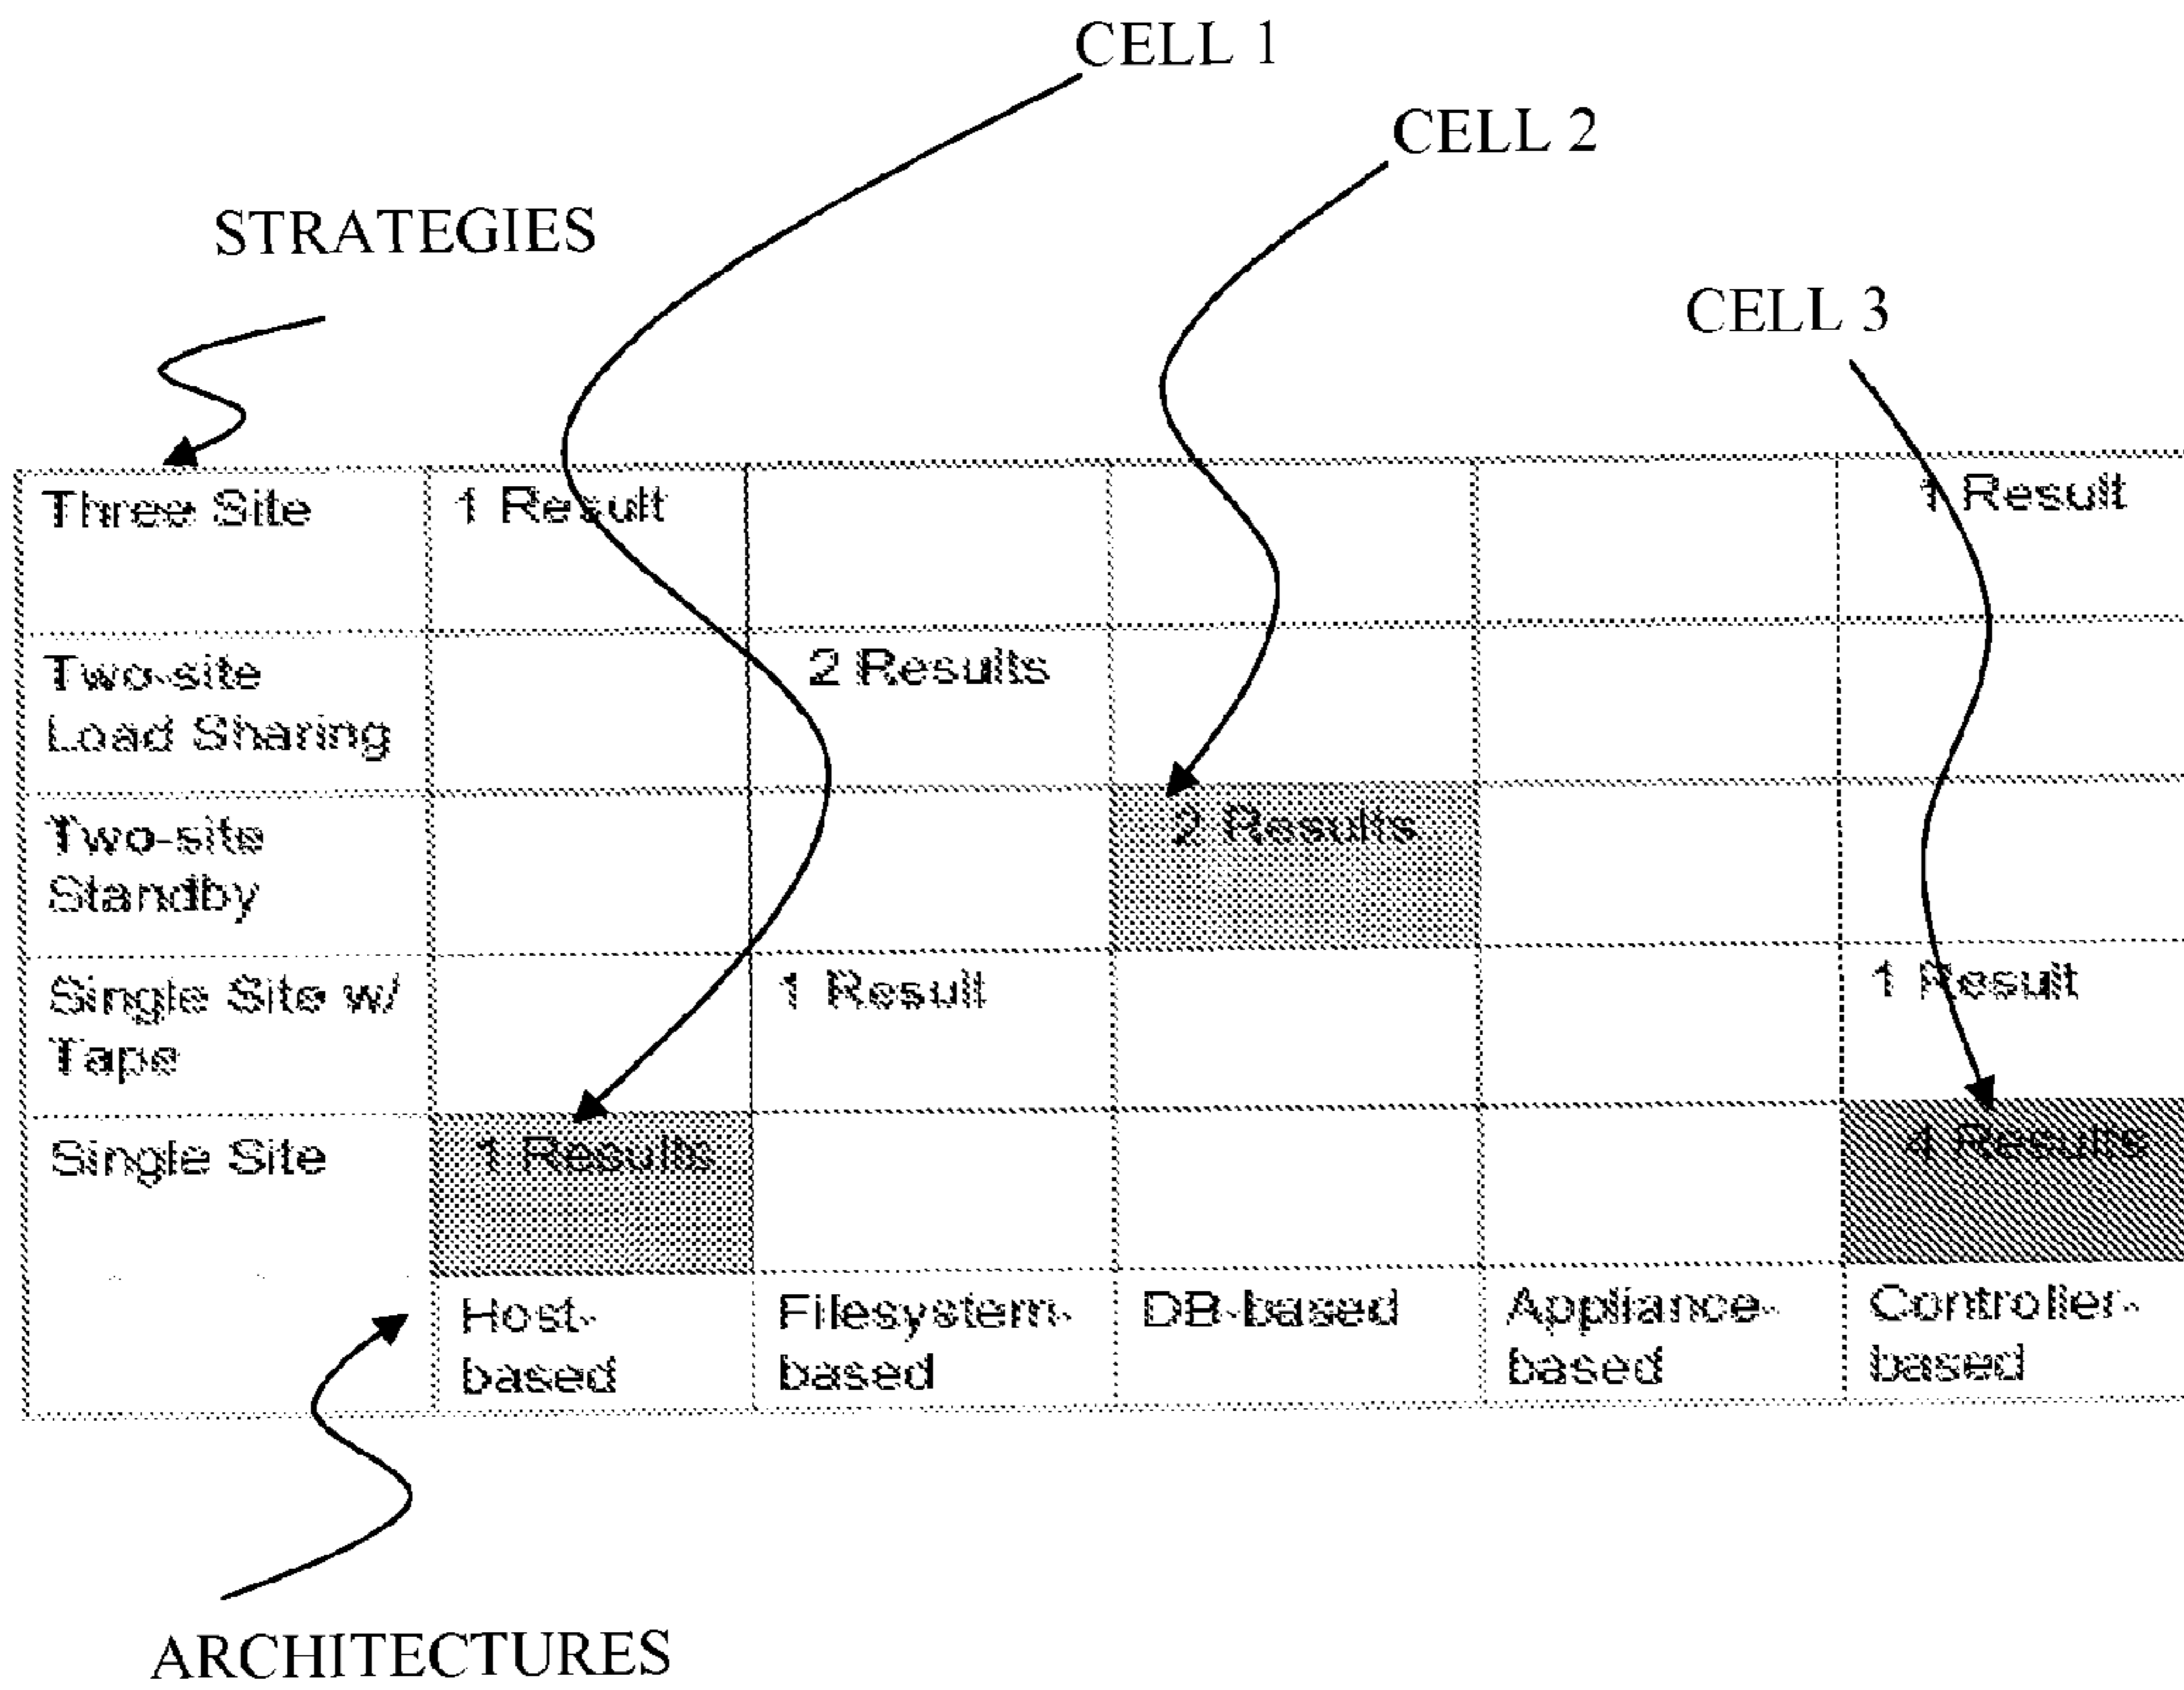 CELL 1
CELL 2
STRATEGIES
CELL 3
Three Site
1 Result
1 Result
Two-site
Load Sharing
2 Results
Two-site
Standby
2 Results
Single Site w/
Tape
1 Result
1 Result
Single Site
1 Results
4 Results
Host-
based
Filesystem-
based
DB-based
Appliance-
based
Controller-
based
ARCHITECTURES